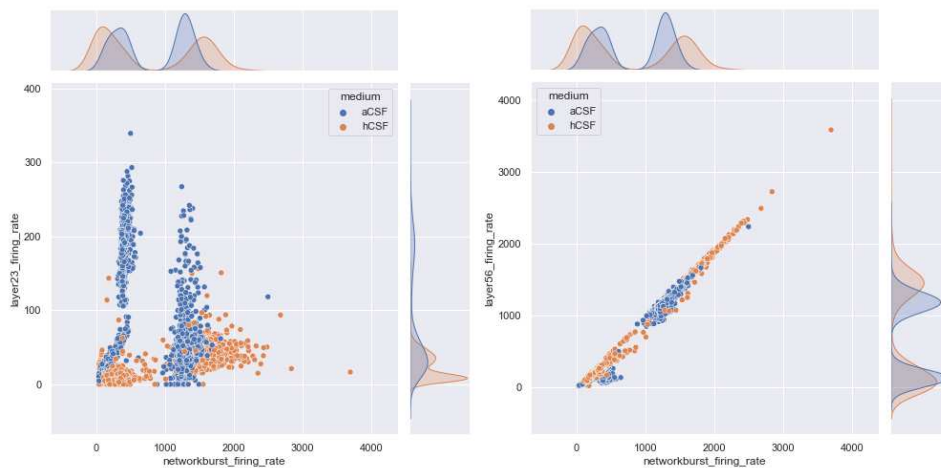 medium
aCSF
hCSF
400
300
200
100
0
layer23_firing_rate
0
1000
2000
3000
4000
networkburst_firing_rate
medium
aCSF
hCSF
4000
3000
2000
1000
0
layer56_firing_rate
0
1000
2000
3000
4000
networkburst_firing_rate